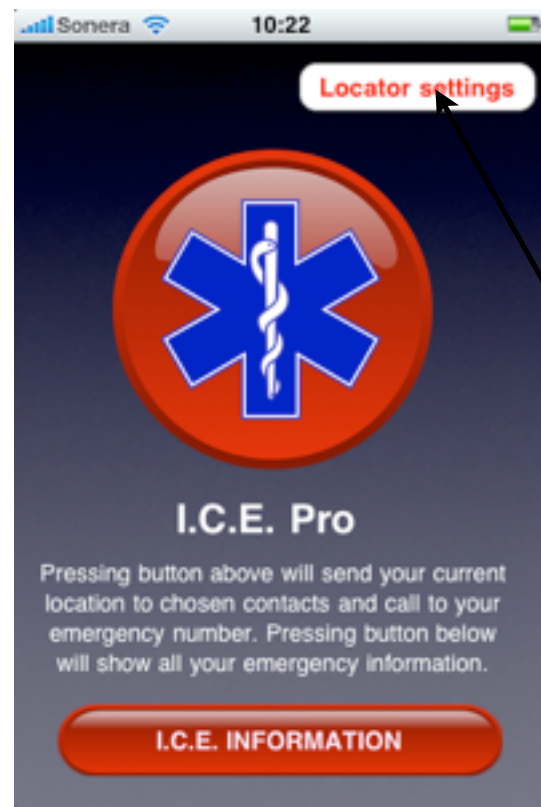 Sonera 10:22
Locator settings
I.C.E. Pro
Pressing button above will send your current
location to chosen contacts and call to your
emergency number. Pressing button below
will show all your emergency information.
I.C.E. INFORMATION